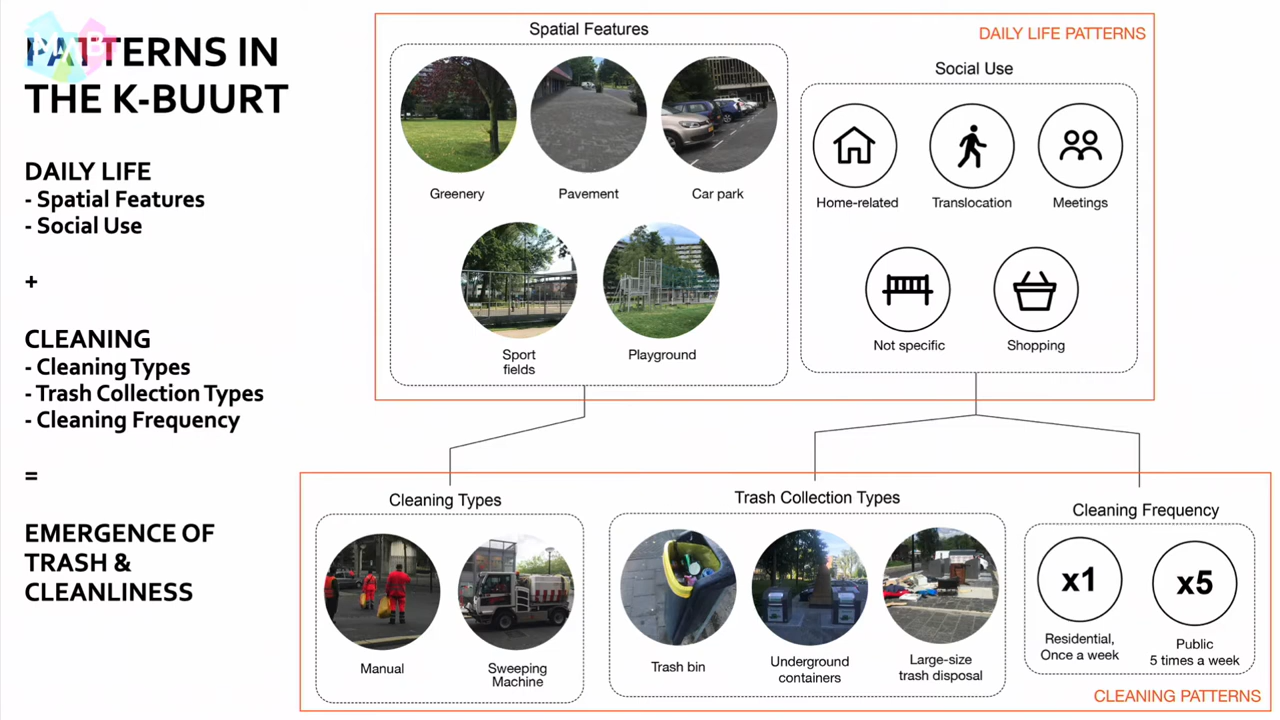 PATTERNS IN
THE K-BUURT
DAILY LIFE
- Spatial Features
- Social Use
+
CLEANING
- Cleaning Types
- Trash Collection Types
- Cleaning Frequency
=
EMERGENCE OF
TRASH &
CLEANLINESS
DAILY LIFE PATTERNS
Spatial Features
Greenery
Pavement
Car park
Sport
fields
Playground
Social Use
Home-related
Translocation
Meetings
Not specific
Shopping
Cleaning Types
Manual
Sweeping
Machine
Trash Collection Types
Trash bin
Underground
containers
Large-size
trash disposal
Cleaning Frequency
x1
Residential,
Once a week
x5
Public
5 times a week
CLEANING PATTERNS